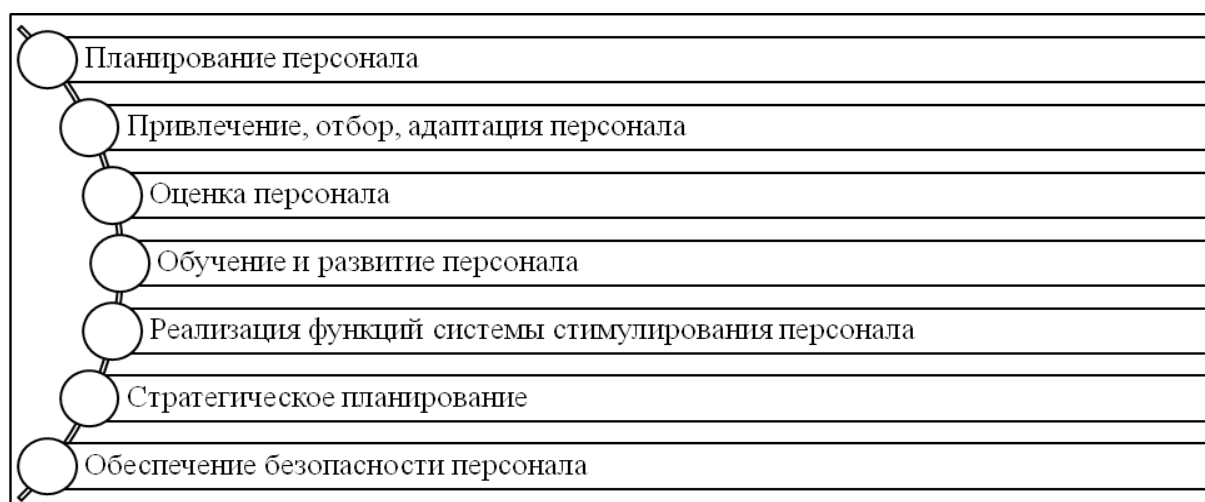 Планирование персонала
Привлечение, отбор, адаптация персонала
Оценка персонала
Обучение и развитие персонала
Реализация функций системы стимулирования персонала
Стратегическое планирование
Обеспечение безопасности персонала